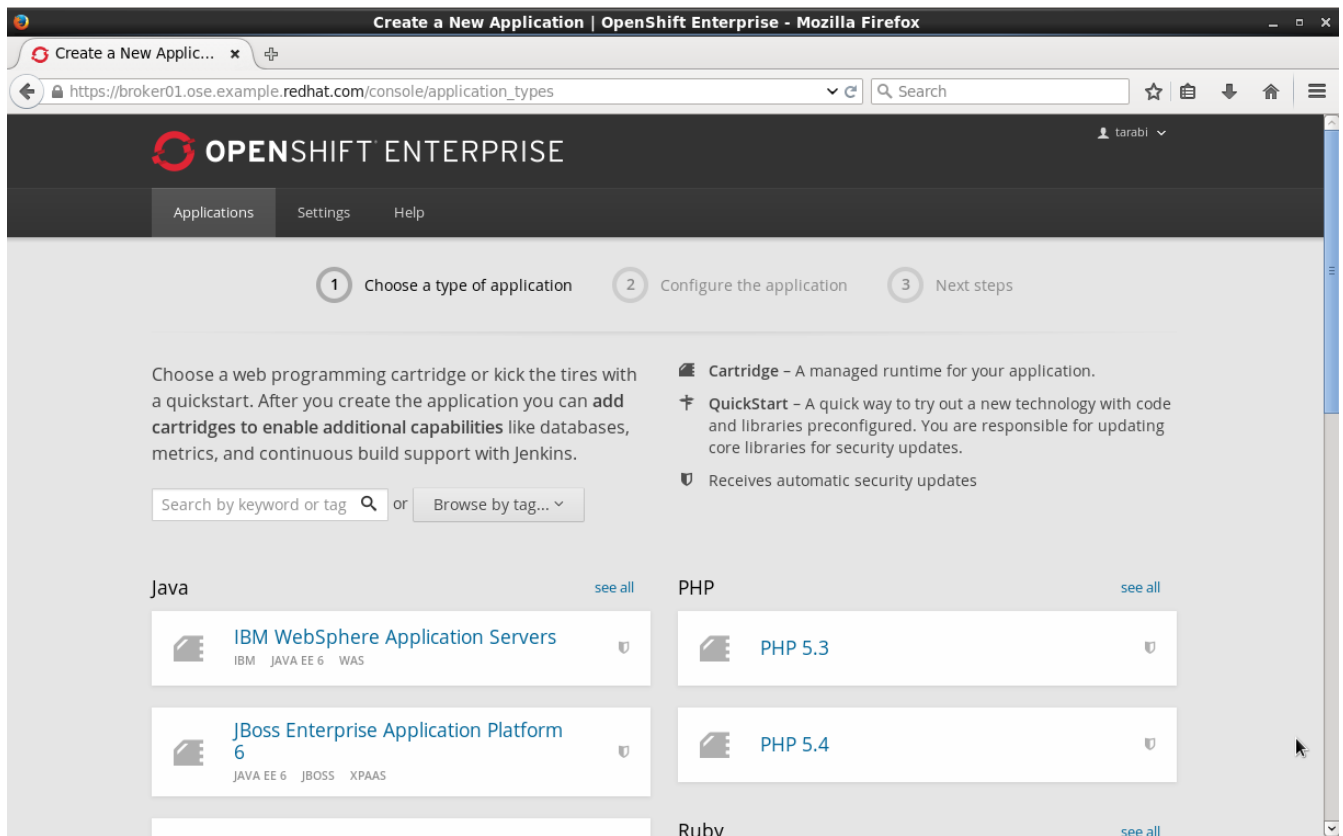 Create a New Application | OpenShift Enterprise - Mozilla Firefox
Create a New Applic...
https://broker01.ose.example.redhat.com/console/application_types
Search
OPENSHIFT ENTERPRISE
tarabi
Applications Settings Help
1 Choose a type of application 2 Configure the application 3 Next steps
Choose a web programming cartridge or kick the tires with
a quickstart. After you create the application you can add
cartridges to enable additional capabilities like databases,
metrics, and continuous build support with Jenkins.
Search by keyword or tag or Browse by tag...
Cartridge – A managed runtime for your application.
QuickStart – A quick way to try out a new technology with code
and libraries preconfigured. You are responsible for updating
core libraries for security updates.
Receives automatic security updates
Java see all
IBM WebSphere Application Servers
IBM JAVA EE 6 WAS
JBoss Enterprise Application Platform
6
JAVA EE 6 JBOSS XPAAS
PHP see all
PHP 5.3
PHP 5.4
Ruby see all